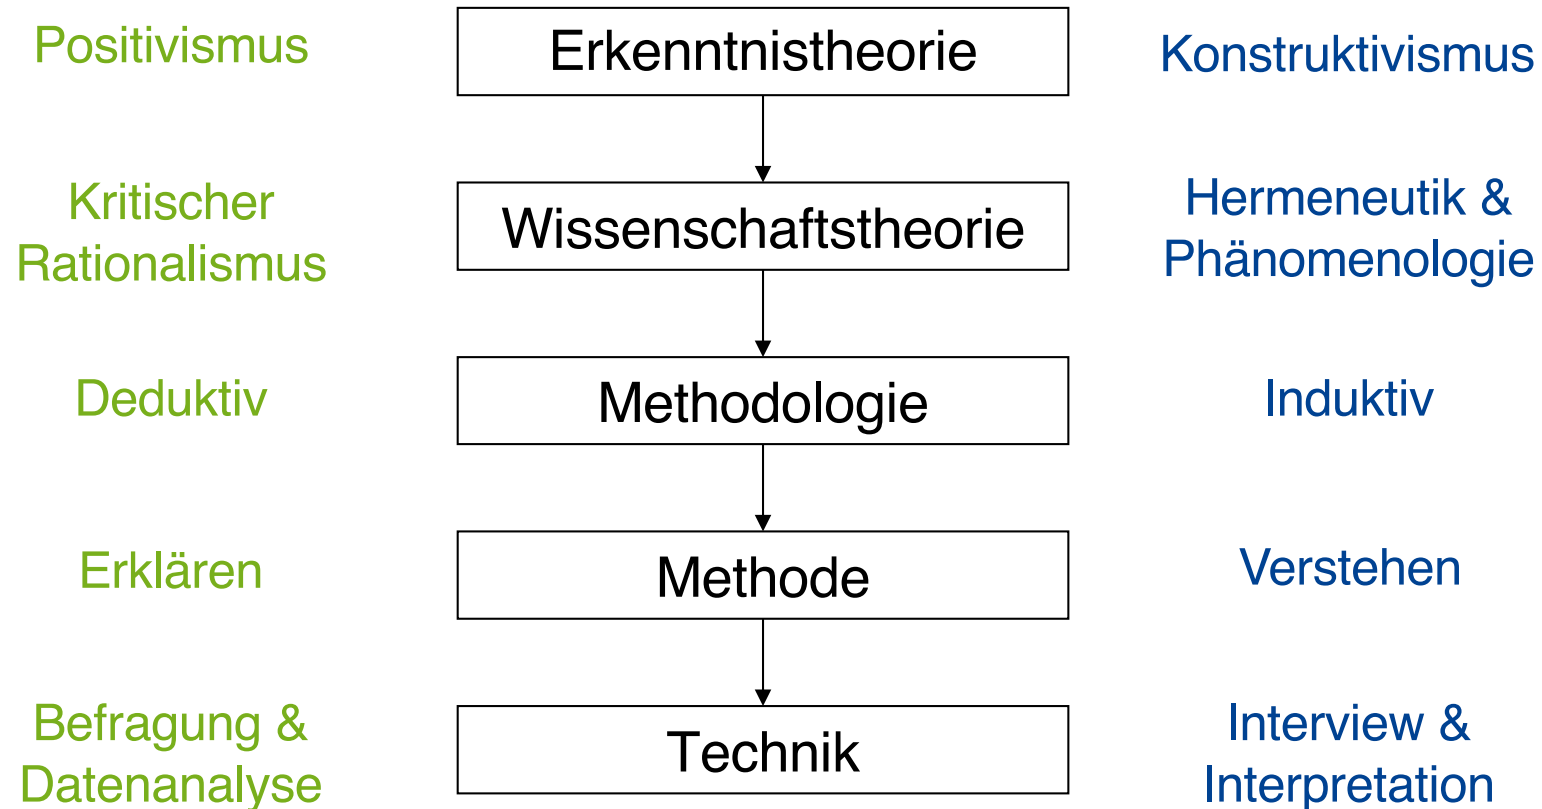 Positivismus
Erkenntnistheorie
Konstruktivismus
Kritischer
Rationalismus
Wissenschaftstheorie
Hermeneutik &
Phänomenologie
Deduktiv
Methodologie
Induktiv
Erklären
Methode
Verstehen
Befragung &
Datenanalyse
Technik
Interview &
Interpretation